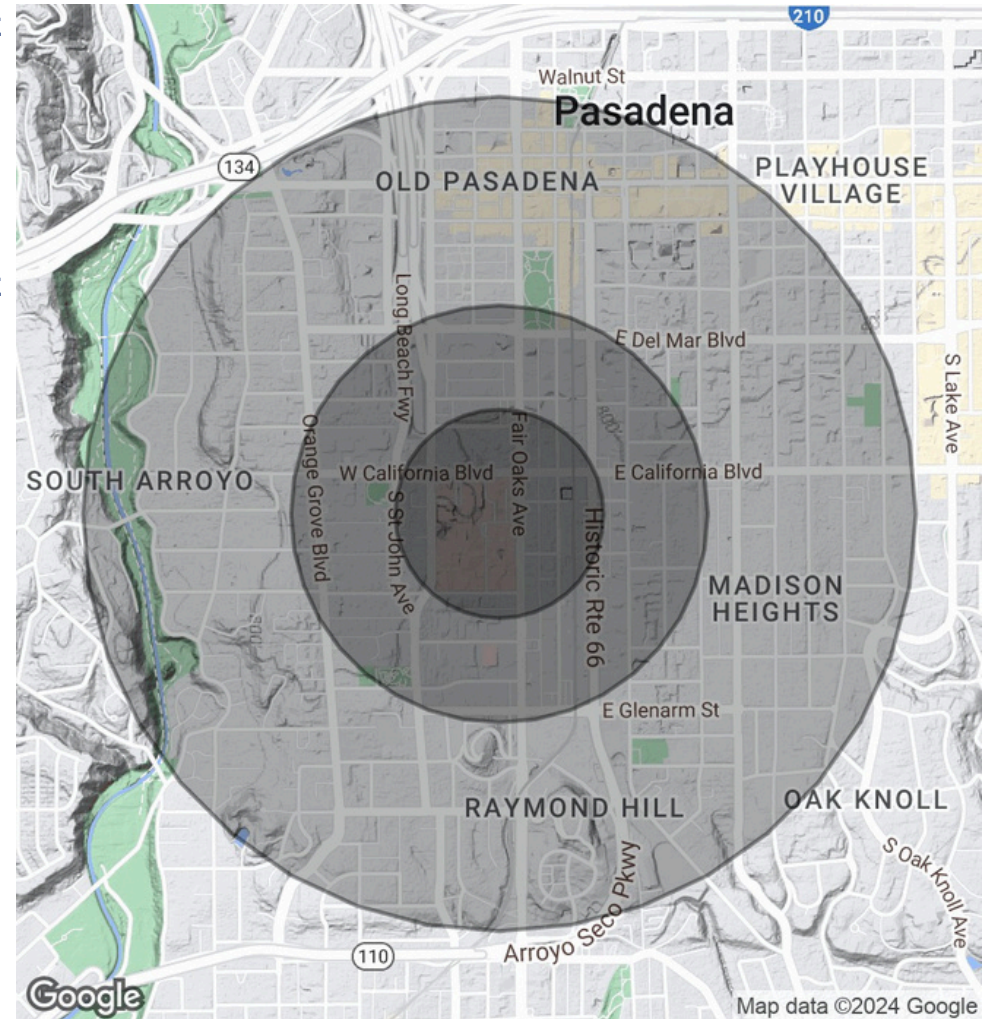 210
Walnut St
Pasadena
134
OLD PASADENA
PLAYHOUSE
VILLAGE
Long Beach Fwy
E Del Mar Blvd
S Lake Ave
Orange Grove Blvd
Fair Oaks Ave
800
SOUTH ARROYO
W California Blvd
E California Blvd
S St John Ave
Historic Rte 66
MADISON
HEIGHTS
E Glenarm St
RAYMOND HILL
OAK KNOLL
S Oak Knoll Ave
Arroyo Seco Pkwy
110
Google
Map data ©2024 Google